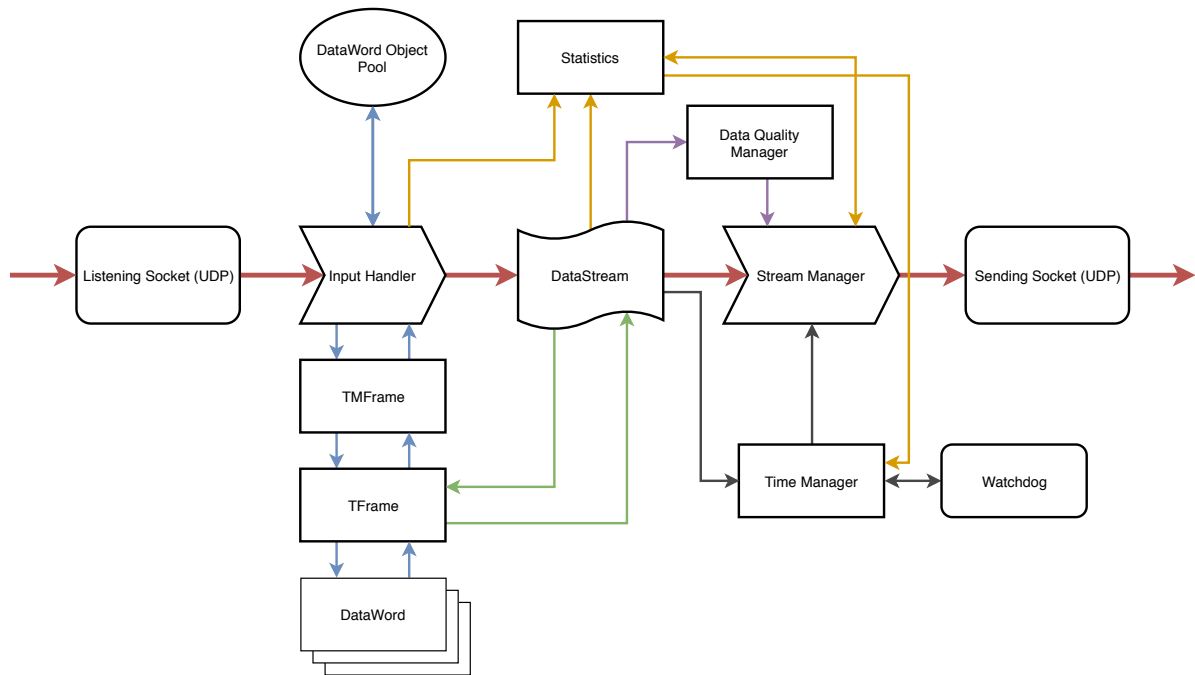 DataWord Object
Pool
Statistics
Data Quality
Manager
Listening Socket (UDP)
Input Handler
DataStream
Stream Manager
Sending Socket (UDP)
TMFrame
TFrame
Time Manager
Watchdog
DataWord